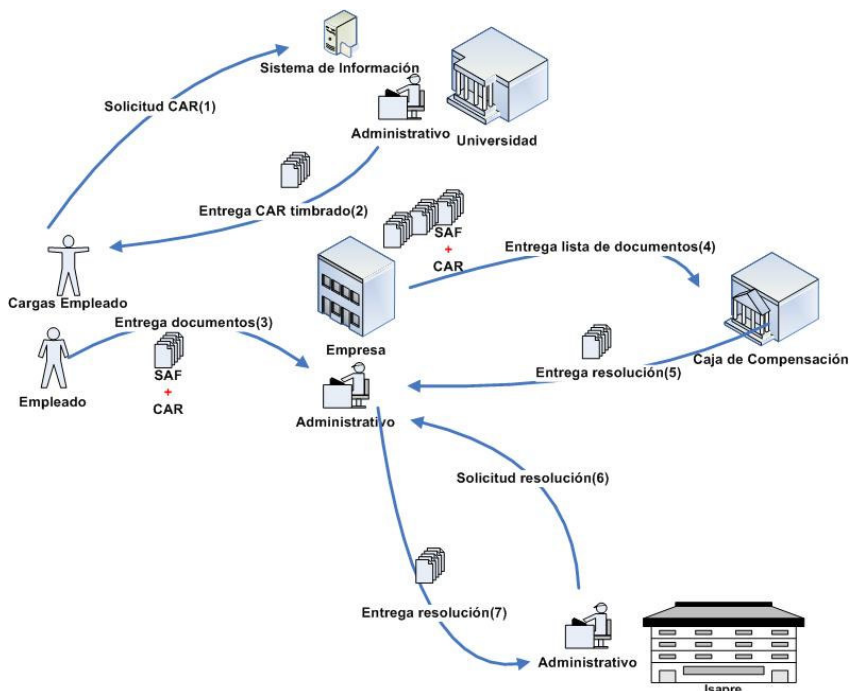 Sistema de Información
Solicitud CAR(1)
Administrativo
Universidad
Entrega CAR timbrado(2)
SAF
+
CAR
Entrega lista de documentos(4)
Cargas Empleado
Entrega documentos(3)
Empresa
Caja de Compensación
Entrega resolución(5)
SAF
+
CAR
Empleado
Administrativo
Solicitud resolución(6)
Entrega resolución(7)
Administrativo
Isapre